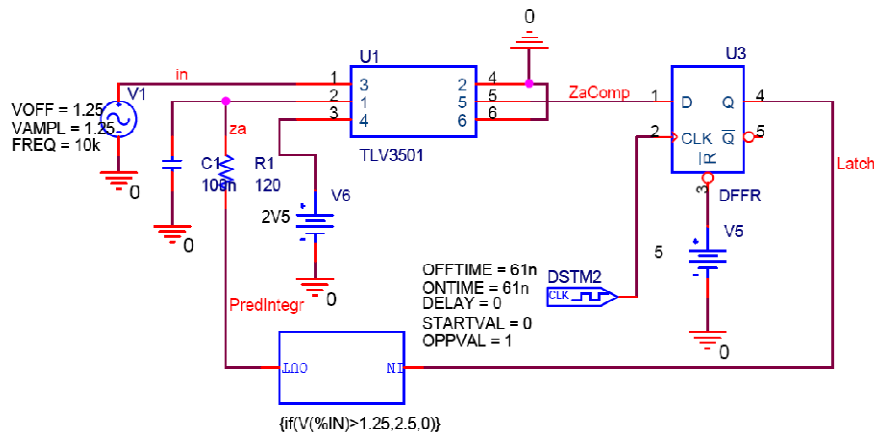 0
U1
U3
in
V1
VOFF = 1.25
VAMPL = 1.25
FREQ = 10k
1
2
3
3
1
4
2
5
6
4
5
6
ZaComp
1
D
Q
4
2
CLK
Q
5
R
3
DFFR
za
C1
100n
R1
120
TLV3501
Latch
V6
2V5
0
0
0
V5
5
0
OFFTIME = 61n
ONTIME = 61n
DELAY = 0
STARTVAL = 0
OPPVAL = 1
DSTM2
CLK
PredIntegr
OUT
IN
{if(V(%IN)>1.25,2.5,0)}